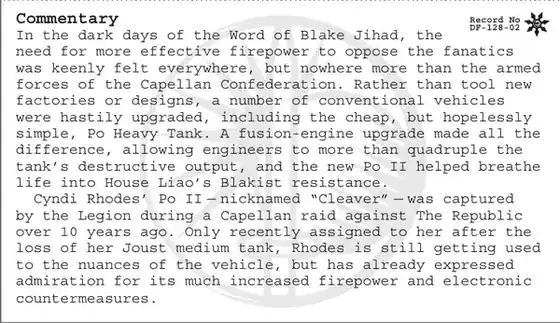 Commentary
Record No
DF-128-02
In the dark days of the Word of Blake Jihad, the
need for more effective firepower to oppose the fanatics
was keenly felt everywhere, but nowhere more than the armed
forces of the Capellan Confederation. Rather than tool new
factories or designs, a number of conventional vehicles
were hastily upgraded, including the cheap, but hopelessly
simple, Po Heavy Tank. A fusion-engine upgrade made all the
difference, allowing engineers to more than quadruple the
tank's destructive output, and the new Po II helped breathe
life into House Liao's Blakist resistance.
Cyndi Rhodes' Po II — nicknamed “Cleaver” — was captured
by the Legion during a Capellan raid against The Republic
over 10 years ago. Only recently assigned to her after the
loss of her Joust medium tank, Rhodes is still getting used
to the nuances of the vehicle, but has already expressed
admiration for its much increased firepower and electronic
countermeasures.